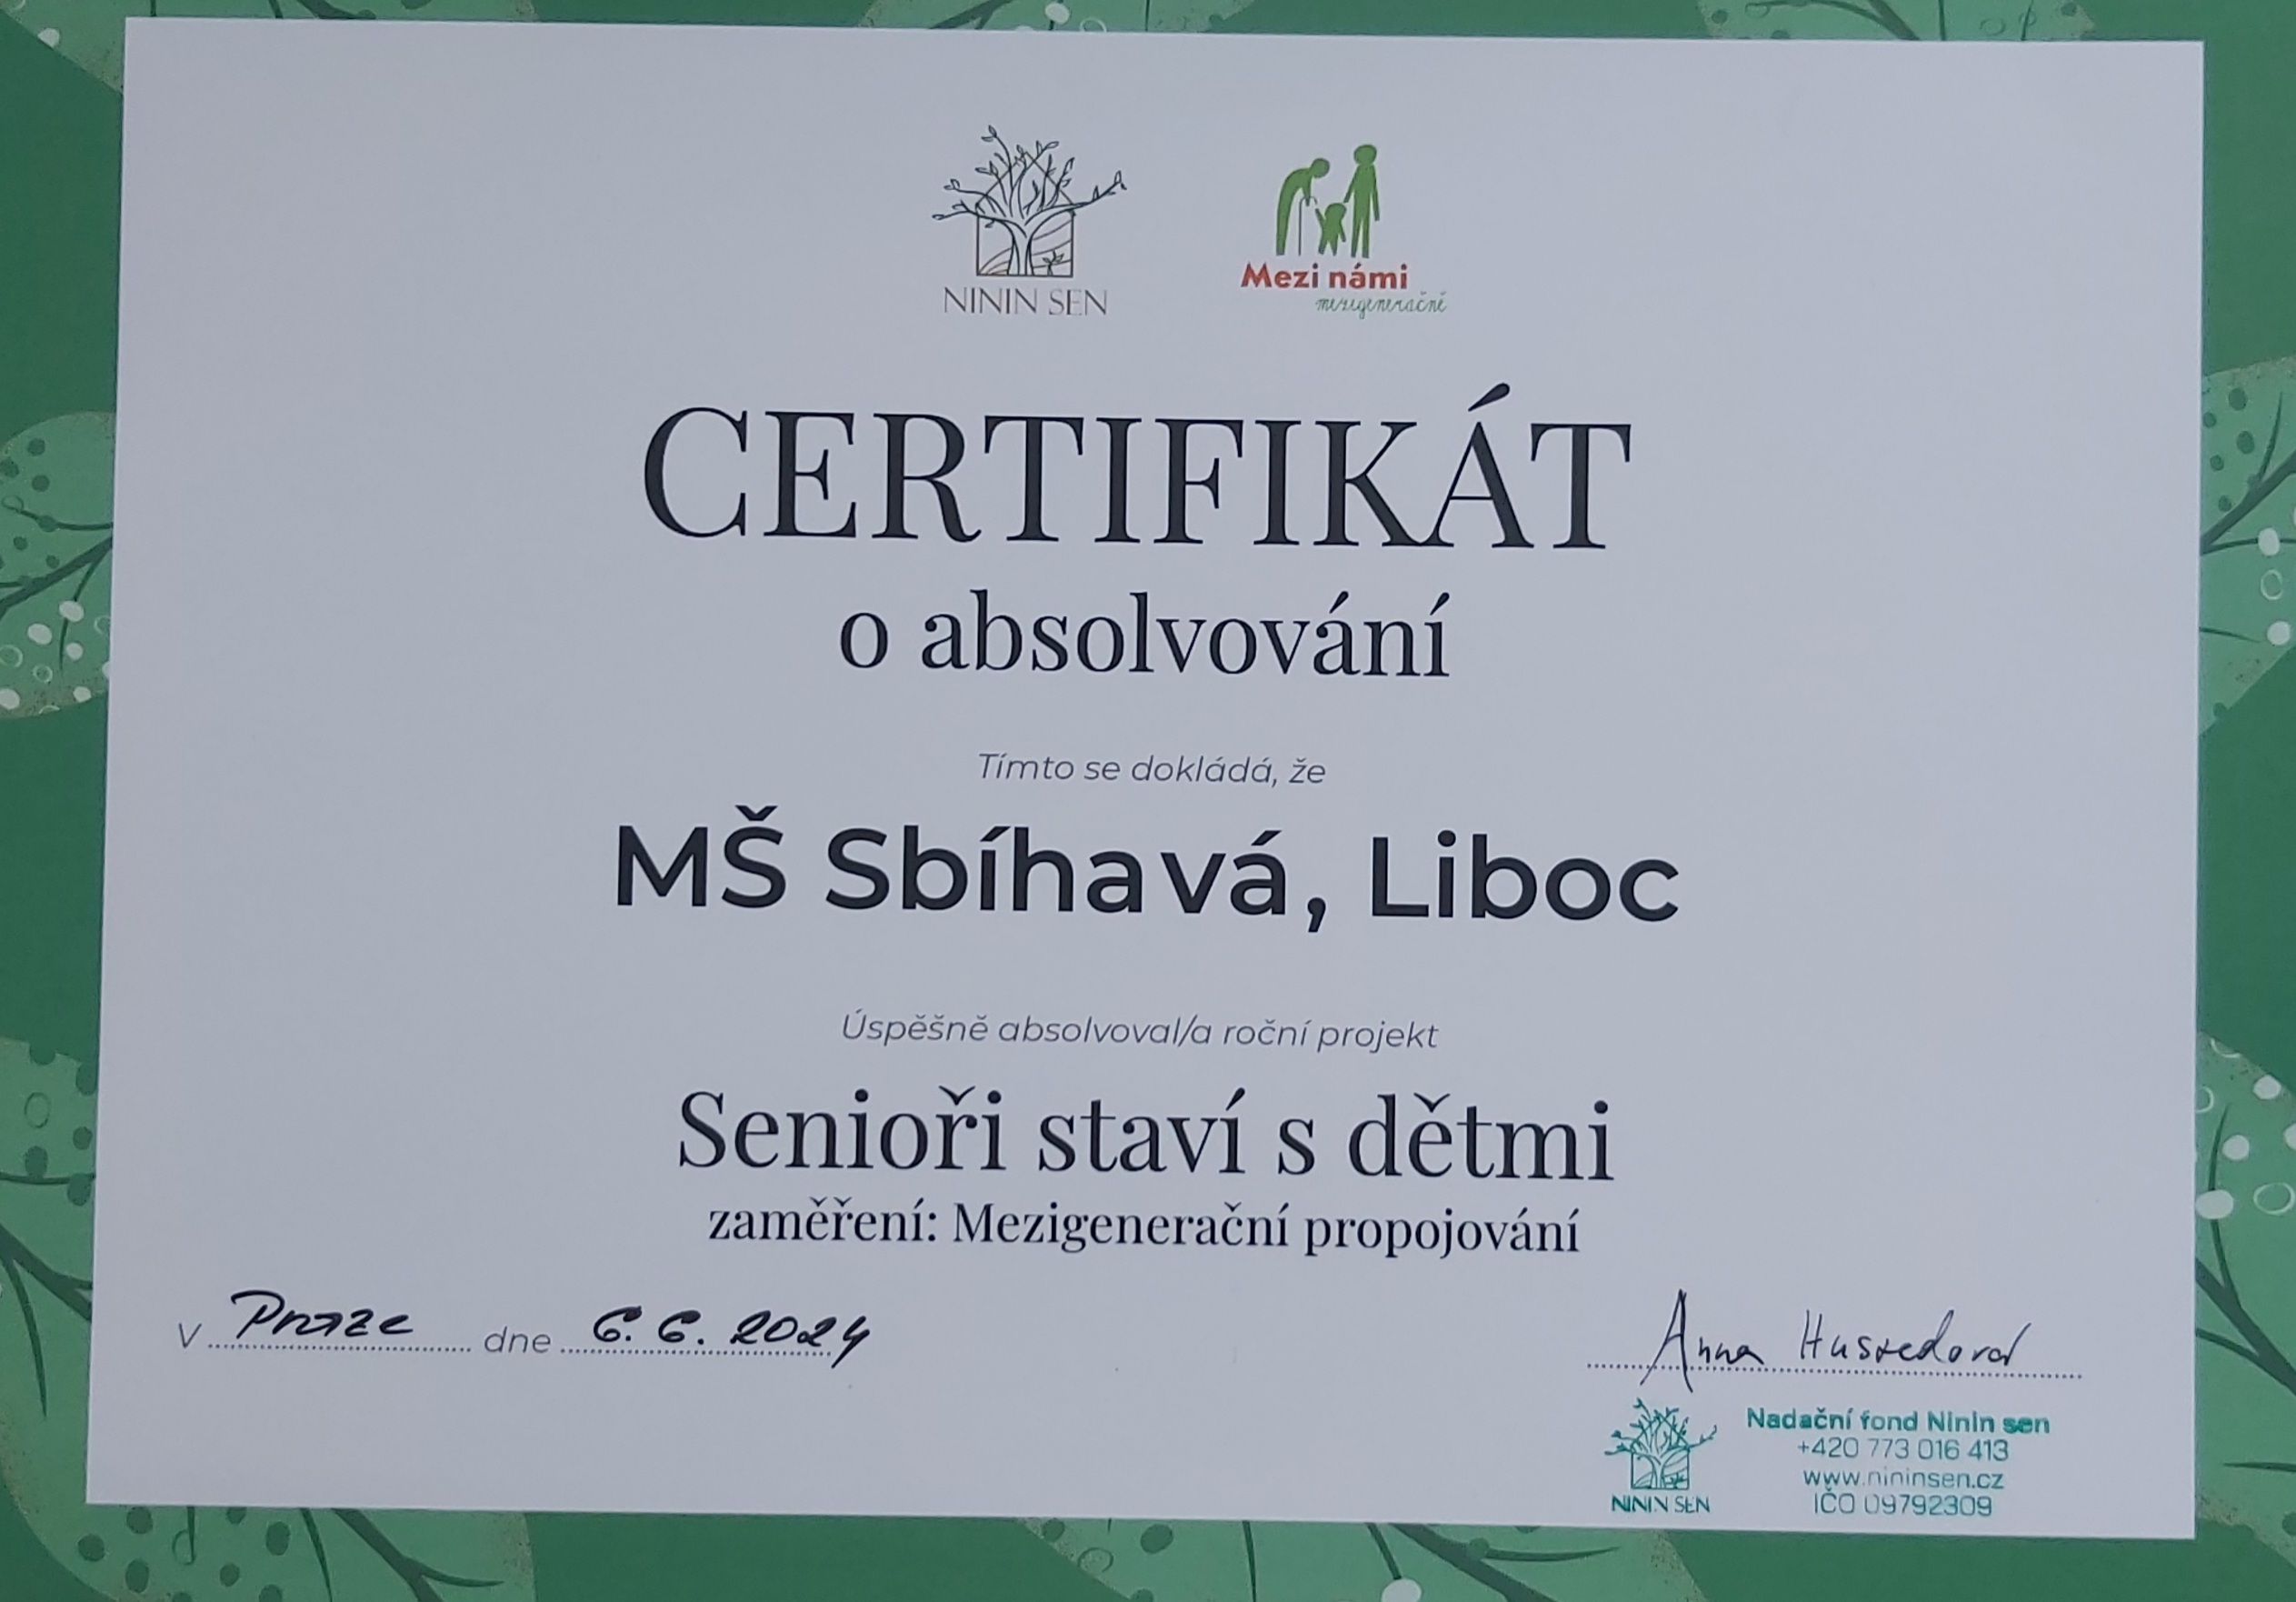 NININ SEN
Mezi námi
mezigeneračně
CERTIFIKÁT
o absolvování
Tímto se dokládá, že
MŠ Sbíhavá, Liboc
Úspěšně absolvoval/a roční projekt
Senioři staví s dětmi
zaměření: Mezigenerační propojování
V Praze dne 6. 6. 2024
Anna
Nadační fond Ninin sen
+420 773 016 413
www.nininsen.cz
IČO 09792309
NININ SEN